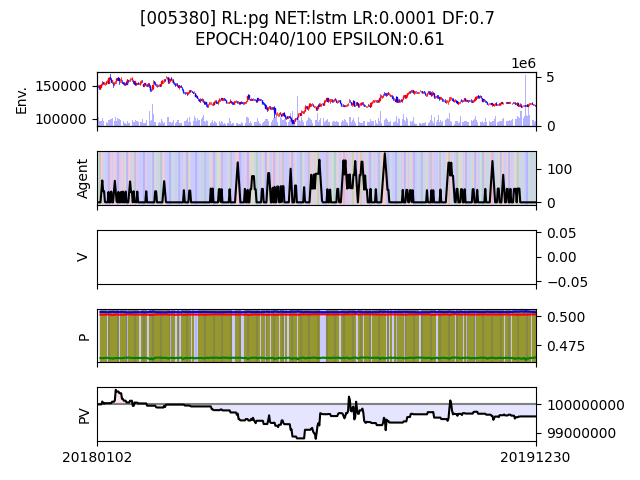 [005380] RL:pg NET:lstm LR:0.0001 DF:0.7
EPOCH:040/100 EPSILON:0.61
1e6
Env.
150000
100000
5
0
Agent
100
0
V
0.05
0.00
−0.05
P
0.500
0.475
PV
100000000
99000000
20180102
20191230